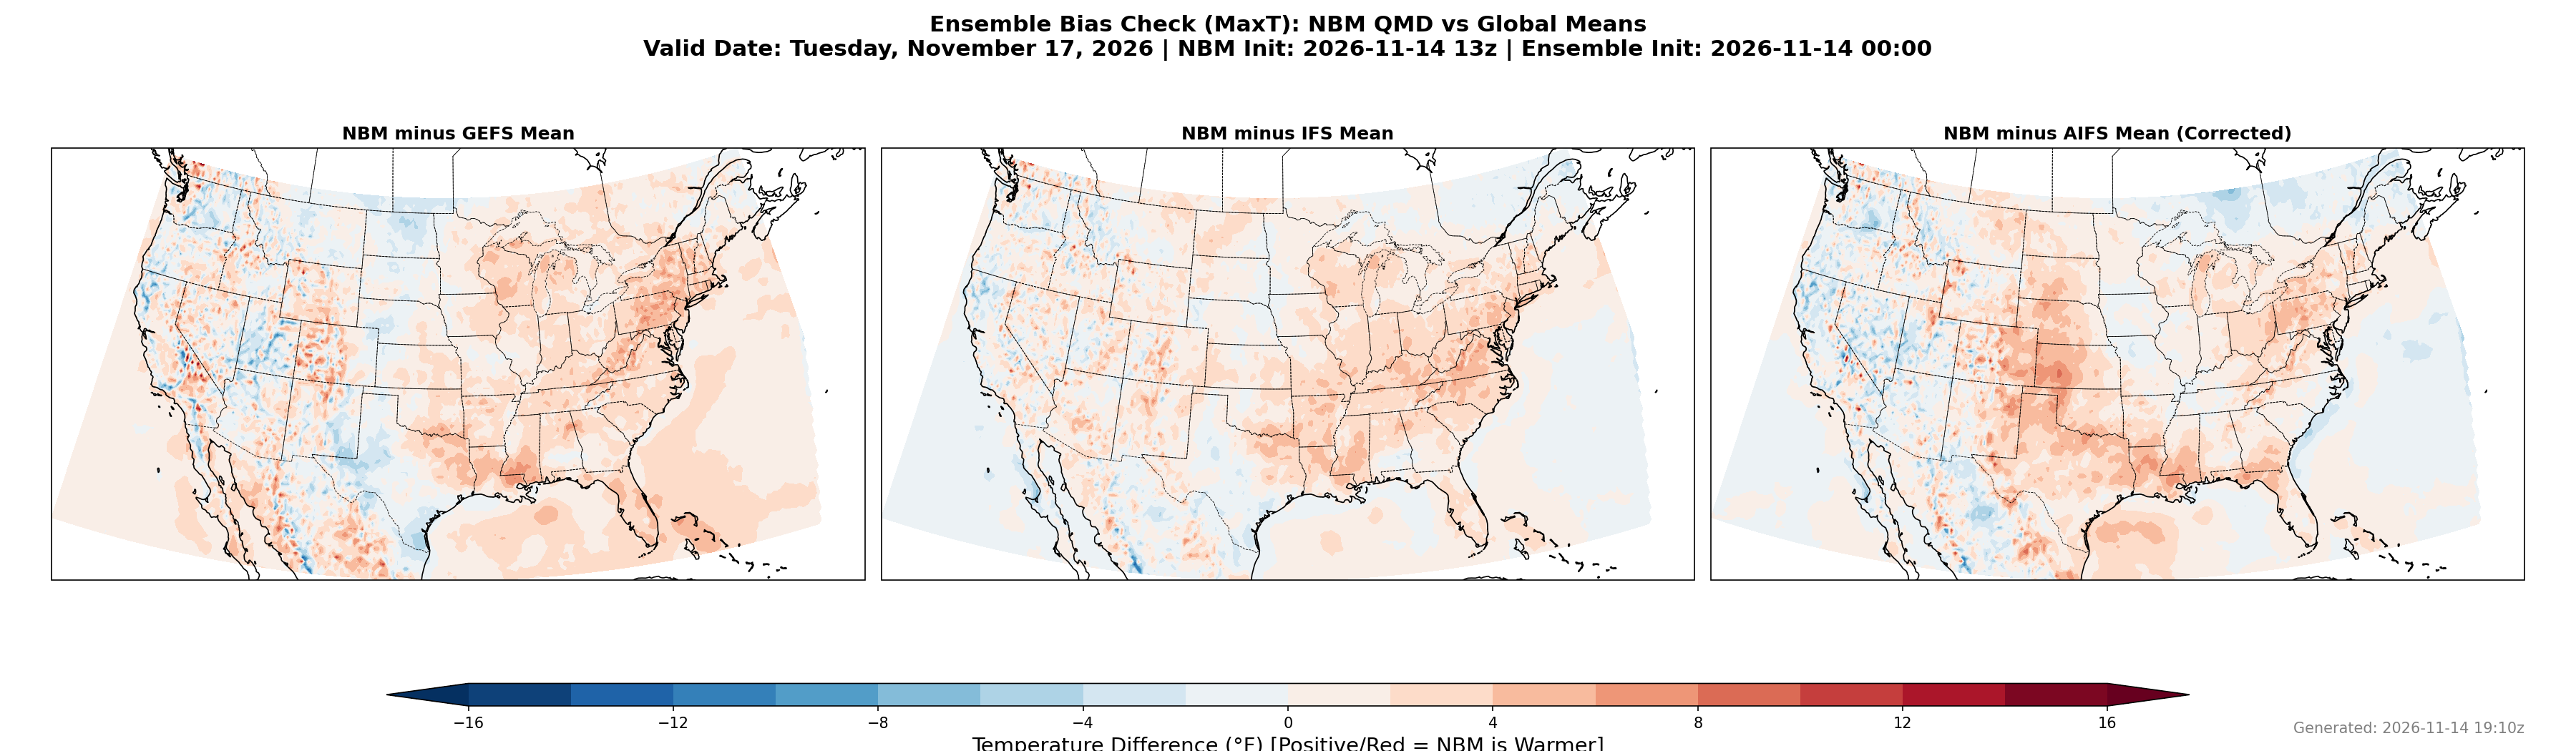 Ensemble Bias Check (MaxT): NBM QMD vs Global Means
Valid Date: Tuesday, November 17, 2026 | NBM Init: 2026-11-14 13z | Ensemble Init: 2026-11-14 00:00
NBM minus GEFS Mean
NBM minus IFS Mean
NBM minus AIFS Mean (Corrected)
−16 −12 −8 −4 0 4 8 12 16
Temperature Difference (°F) [Positive/Red = NBM is Warmer]
Generated: 2026-11-14 19:10z